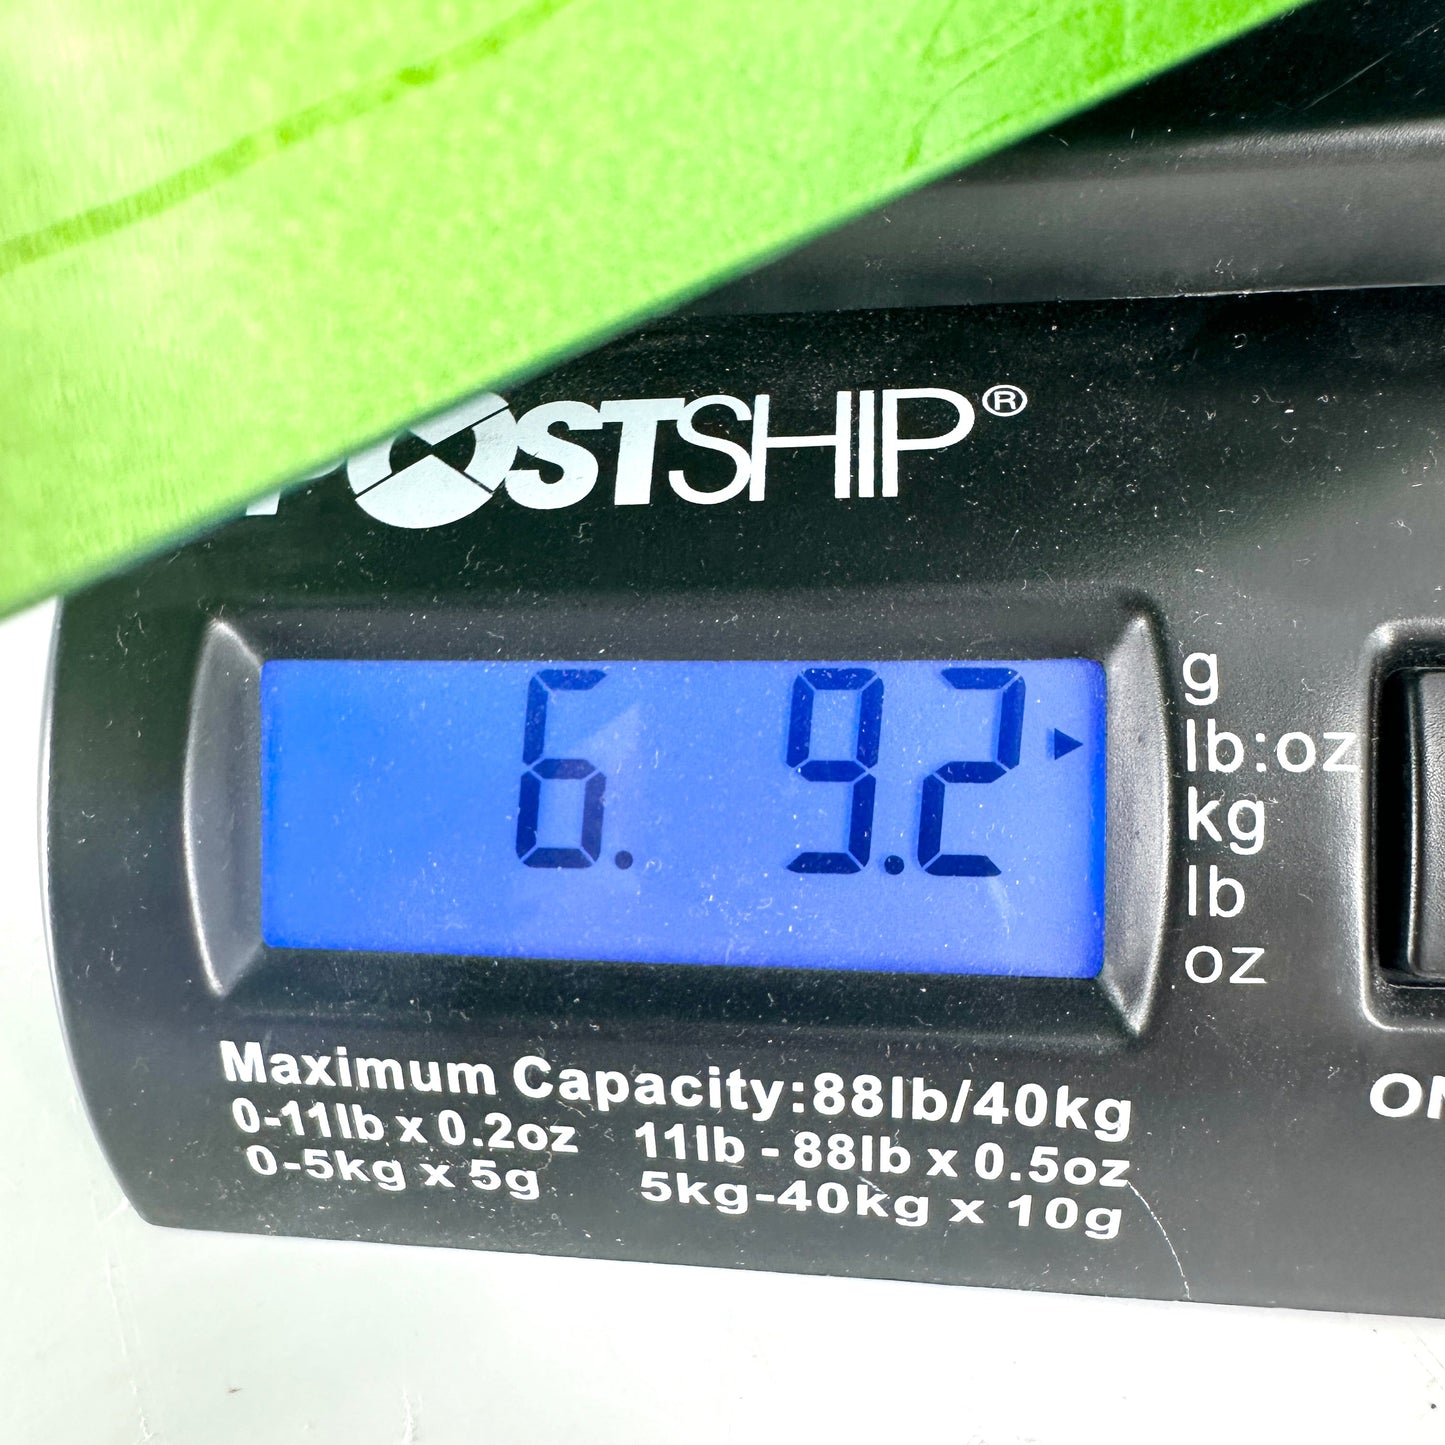 POSTSHIP®
6. 9.2
g
lb:oz
kg
lb
oz
Maximum Capacity:88lb/40kg
0-11lb x 0.2oz 11lb - 88lb x 0.5oz
0-5kg x 5g 5kg-40kg x 10g